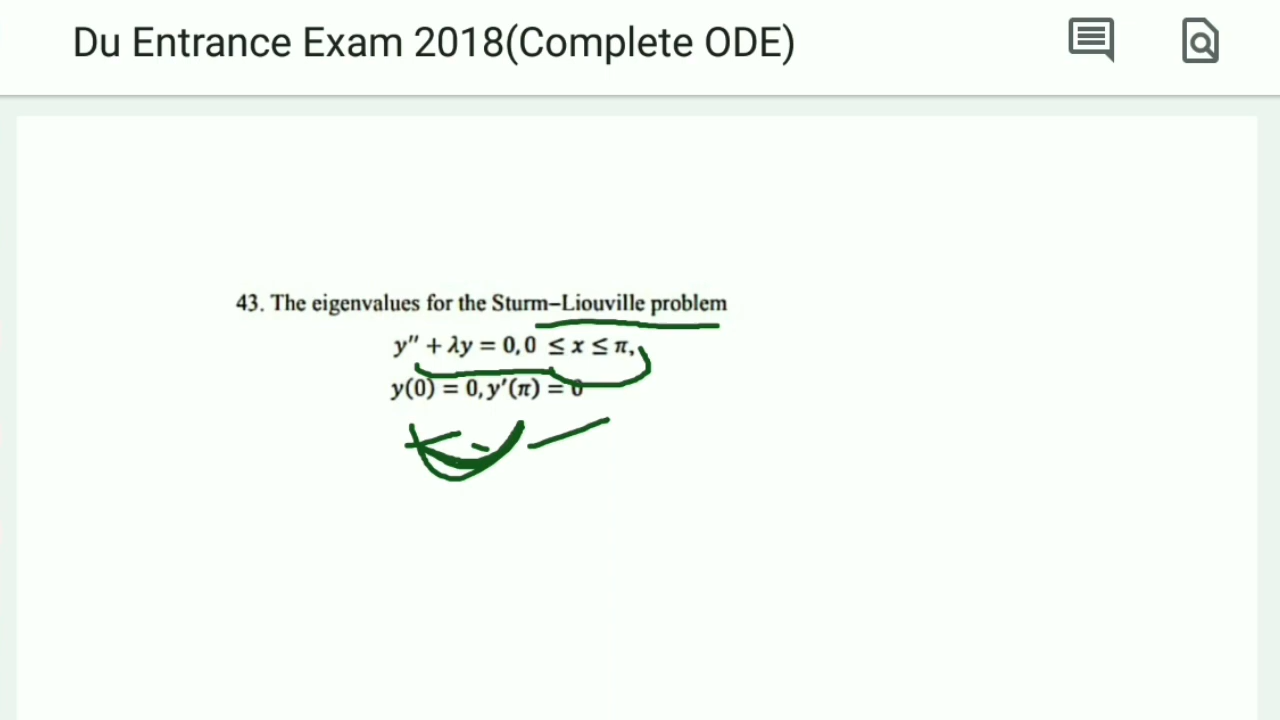 Du Entrance Exam 2018(Complete ODE)
43. The eigenvalues for the Sturm–Liouville problem
y″ + λy = 0, 0 ≤ x ≤ π,
y(0) = 0, y′(π) = 0